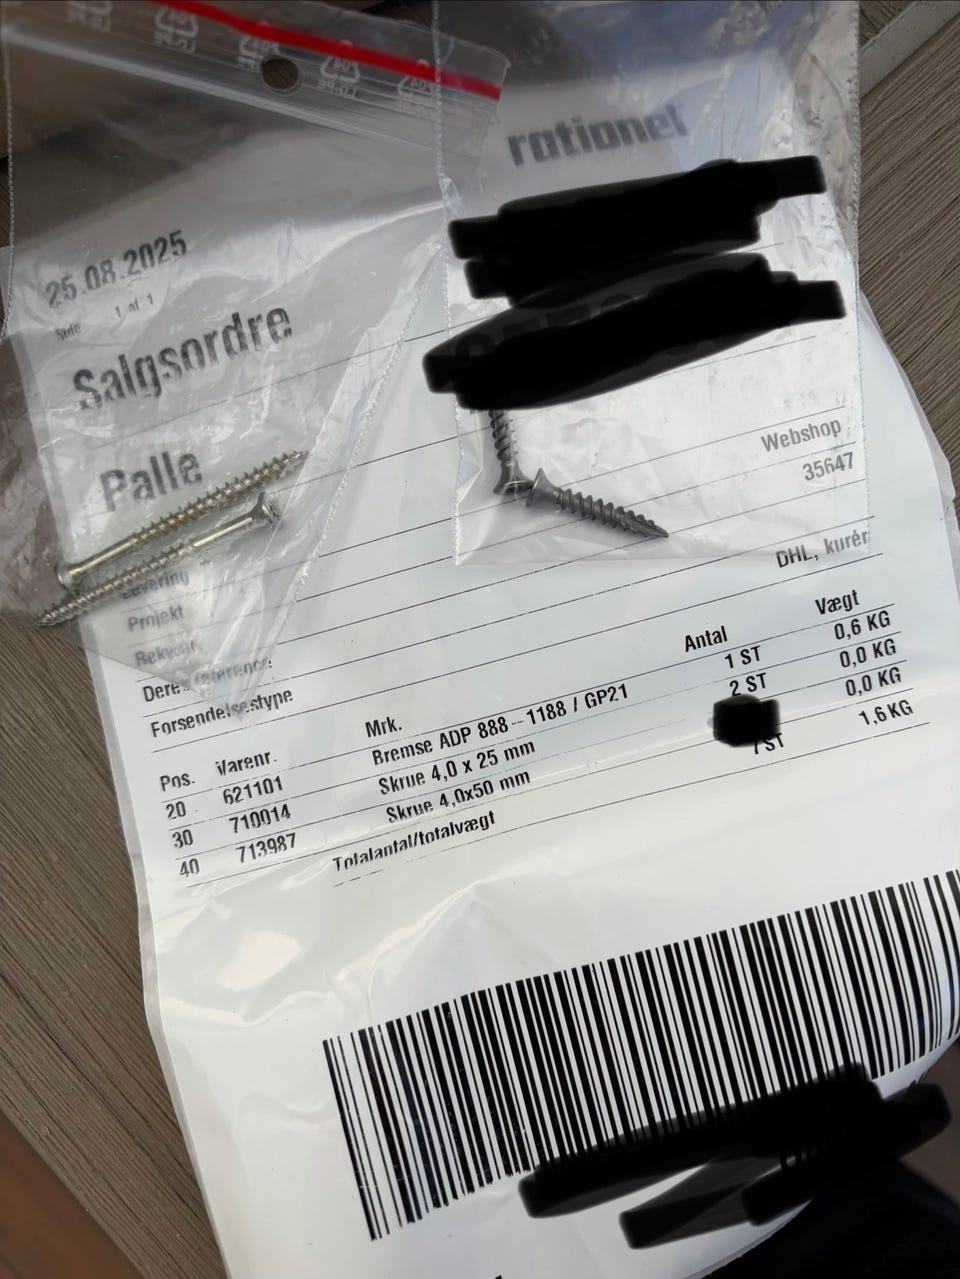 rationel
25.08.2025
Side 1 af 1
Salgsordre
Palle
Webshop
35647
Levering
Projekt
Rekvirent
Deres reference
Forsendelsestype DHL, kurér
Pos. Varenr. Mrk. Antal Vægt
20 621101 Bremse ADP 888 - 1188 / GP21 1 ST 0,6 KG
30 710014 Skrue 4,0 x 25 mm 2 ST 0,0 KG
40 713987 Skrue 4,0x50 mm 0,0 KG
Totalantal/totalvægt ST 1,6 KG